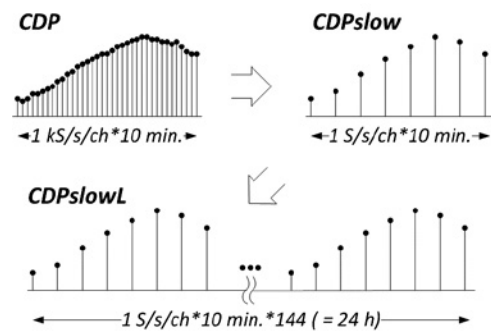 CDP
CDPslow
1 kS/s/ch*10 min.
1 S/s/ch*10 min.
CDPslowL
1 S/s/ch*10 min.*144 ( = 24 h)